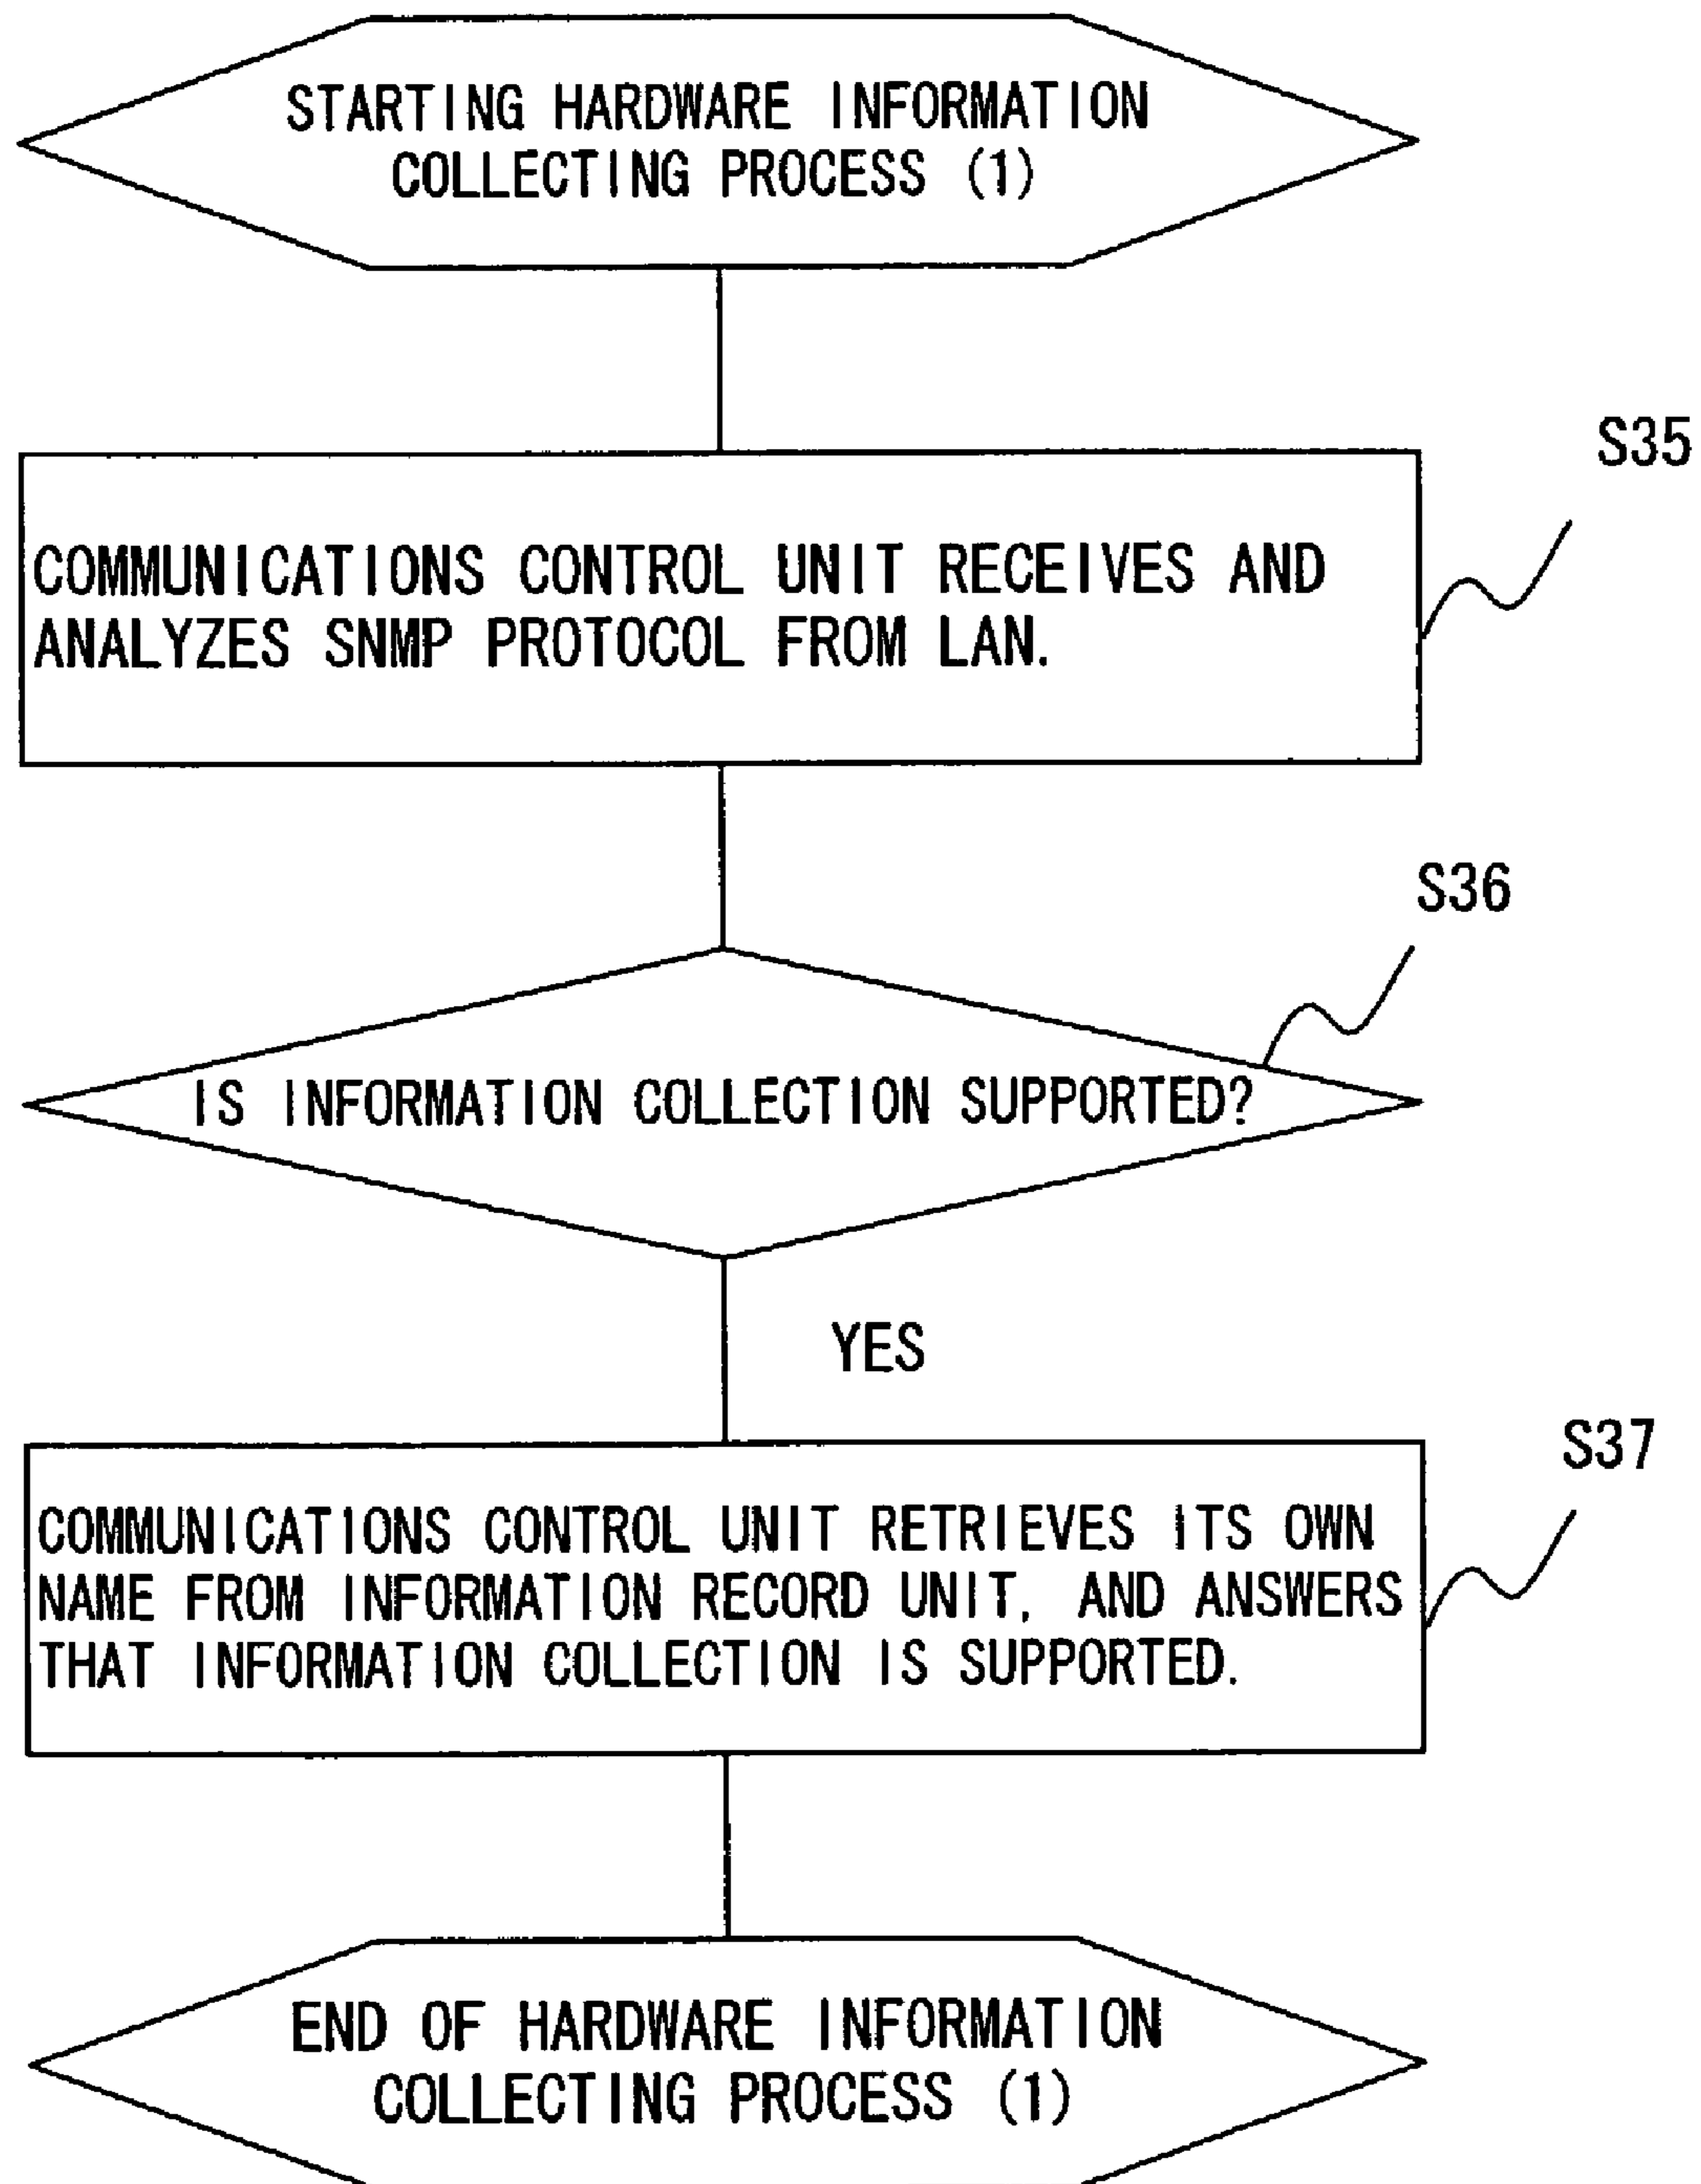 STARTING HARDWARE INFORMATION
COLLECTING PROCESS (1)
S35
COMMUNICATIONS CONTROL UNIT RECEIVES AND
ANALYZES SNMP PROTOCOL FROM LAN.
S36
IS INFORMATION COLLECTION SUPPORTED?
YES
S37
COMMUNICATIONS CONTROL UNIT RETRIEVES ITS OWN
NAME FROM INFORMATION RECORD UNIT, AND ANSWERS
THAT INFORMATION COLLECTION IS SUPPORTED.
END OF HARDWARE INFORMATION
COLLECTING PROCESS (1)